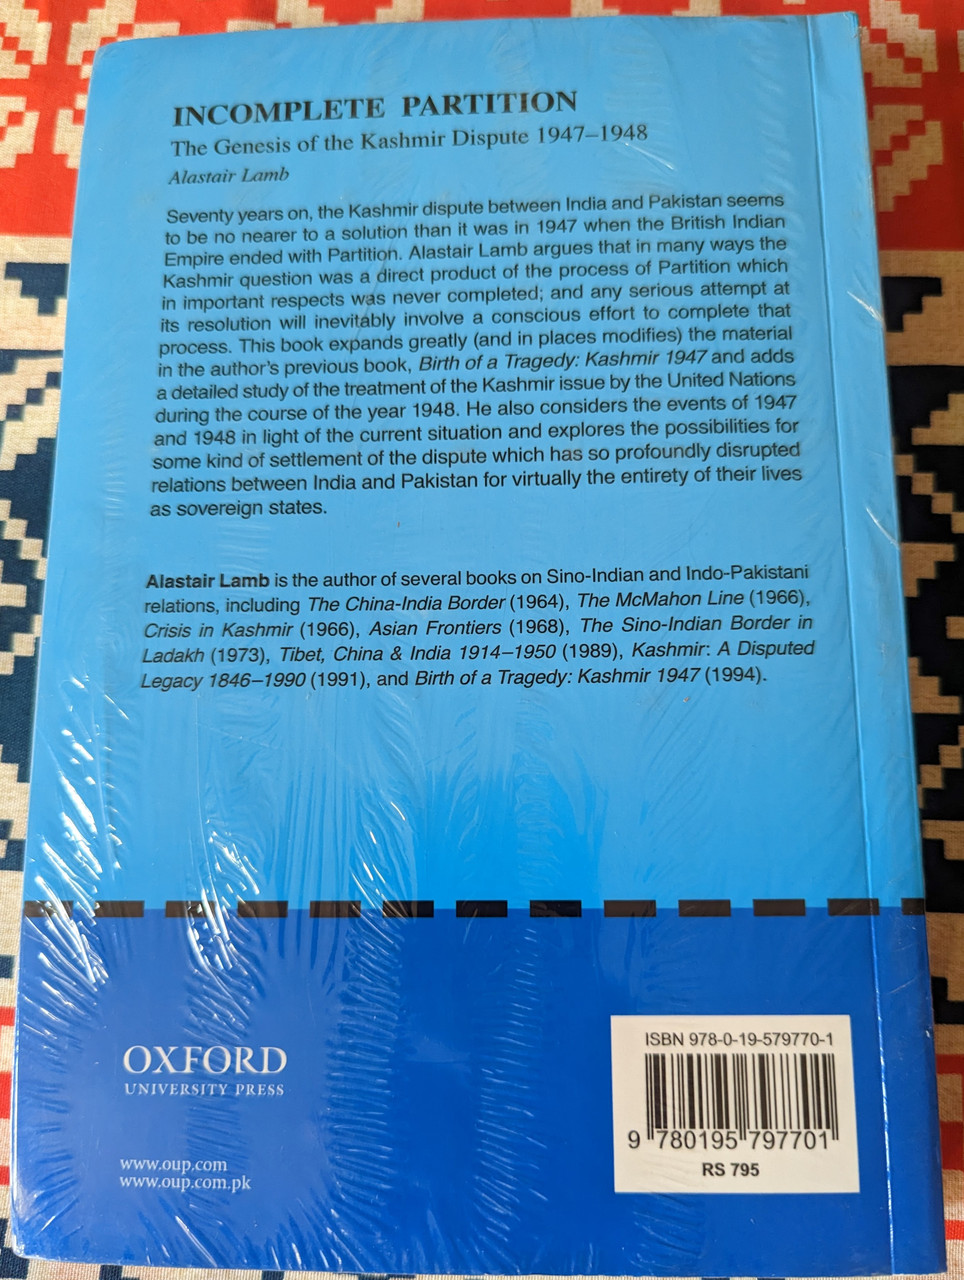 INCOMPLETE PARTITION
The Genesis of the Kashmir Dispute 1947–1948
Alastair Lamb
Seventy years on, the Kashmir dispute between India and Pakistan seems
to be no nearer to a solution than it was in 1947 when the British Indian
Empire ended with Partition. Alastair Lamb argues that in many ways the
Kashmir question was a direct product of the process of Partition which
in important respects was never completed; and any serious attempt at
its resolution will inevitably involve a conscious effort to complete that
process. This book expands greatly (and in places modifies) the material
in the author's previous book, Birth of a Tragedy: Kashmir 1947 and adds
a detailed study of the treatment of the Kashmir issue by the United Nations
during the course of the year 1948. He also considers the events of 1947
and 1948 in light of the current situation and explores the possibilities for
some kind of settlement of the dispute which has so profoundly disrupted
relations between India and Pakistan for virtually the entirety of their lives
as sovereign states.
Alastair Lamb is the author of several books on Sino-Indian and Indo-Pakistani
relations, including The China-India Border (1964), The McMahon Line (1966),
Crisis in Kashmir (1966), Asian Frontiers (1968), The Sino-Indian Border in
Ladakh (1973), Tibet, China & India 1914–1950 (1989), Kashmir: A Disputed
Legacy 1846–1990 (1991), and Birth of a Tragedy: Kashmir 1947 (1994).
OXFORD
UNIVERSITY PRESS
www.oup.com
www.oup.com.pk
ISBN 978-0-19-579770-1
9 780195 797701
RS 795